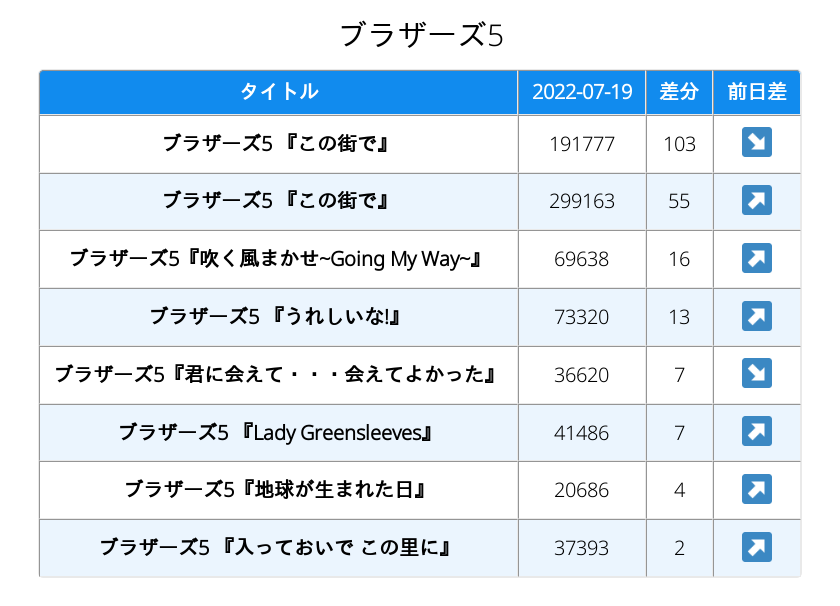 ブラザーズ5
タイトル 2022-07-19 差分 前日差
ブラザーズ5 『この街で』 191777 103 ↘
ブラザーズ5 『この街で』 299163 55 ↗
ブラザーズ5『吹く風まかせ~Going My Way~』 69638 16 ↗
ブラザーズ5 『うれしいな!』 73320 13 ↗
ブラザーズ5『君に会えて・・・会えてよかった』 36620 7 ↘
ブラザーズ5 『Lady Greensleeves』 41486 7 ↗
ブラザーズ5『地球が生まれた日』 20686 4 ↗
ブラザーズ5 『入っておいで この里に』 37393 2 ↗